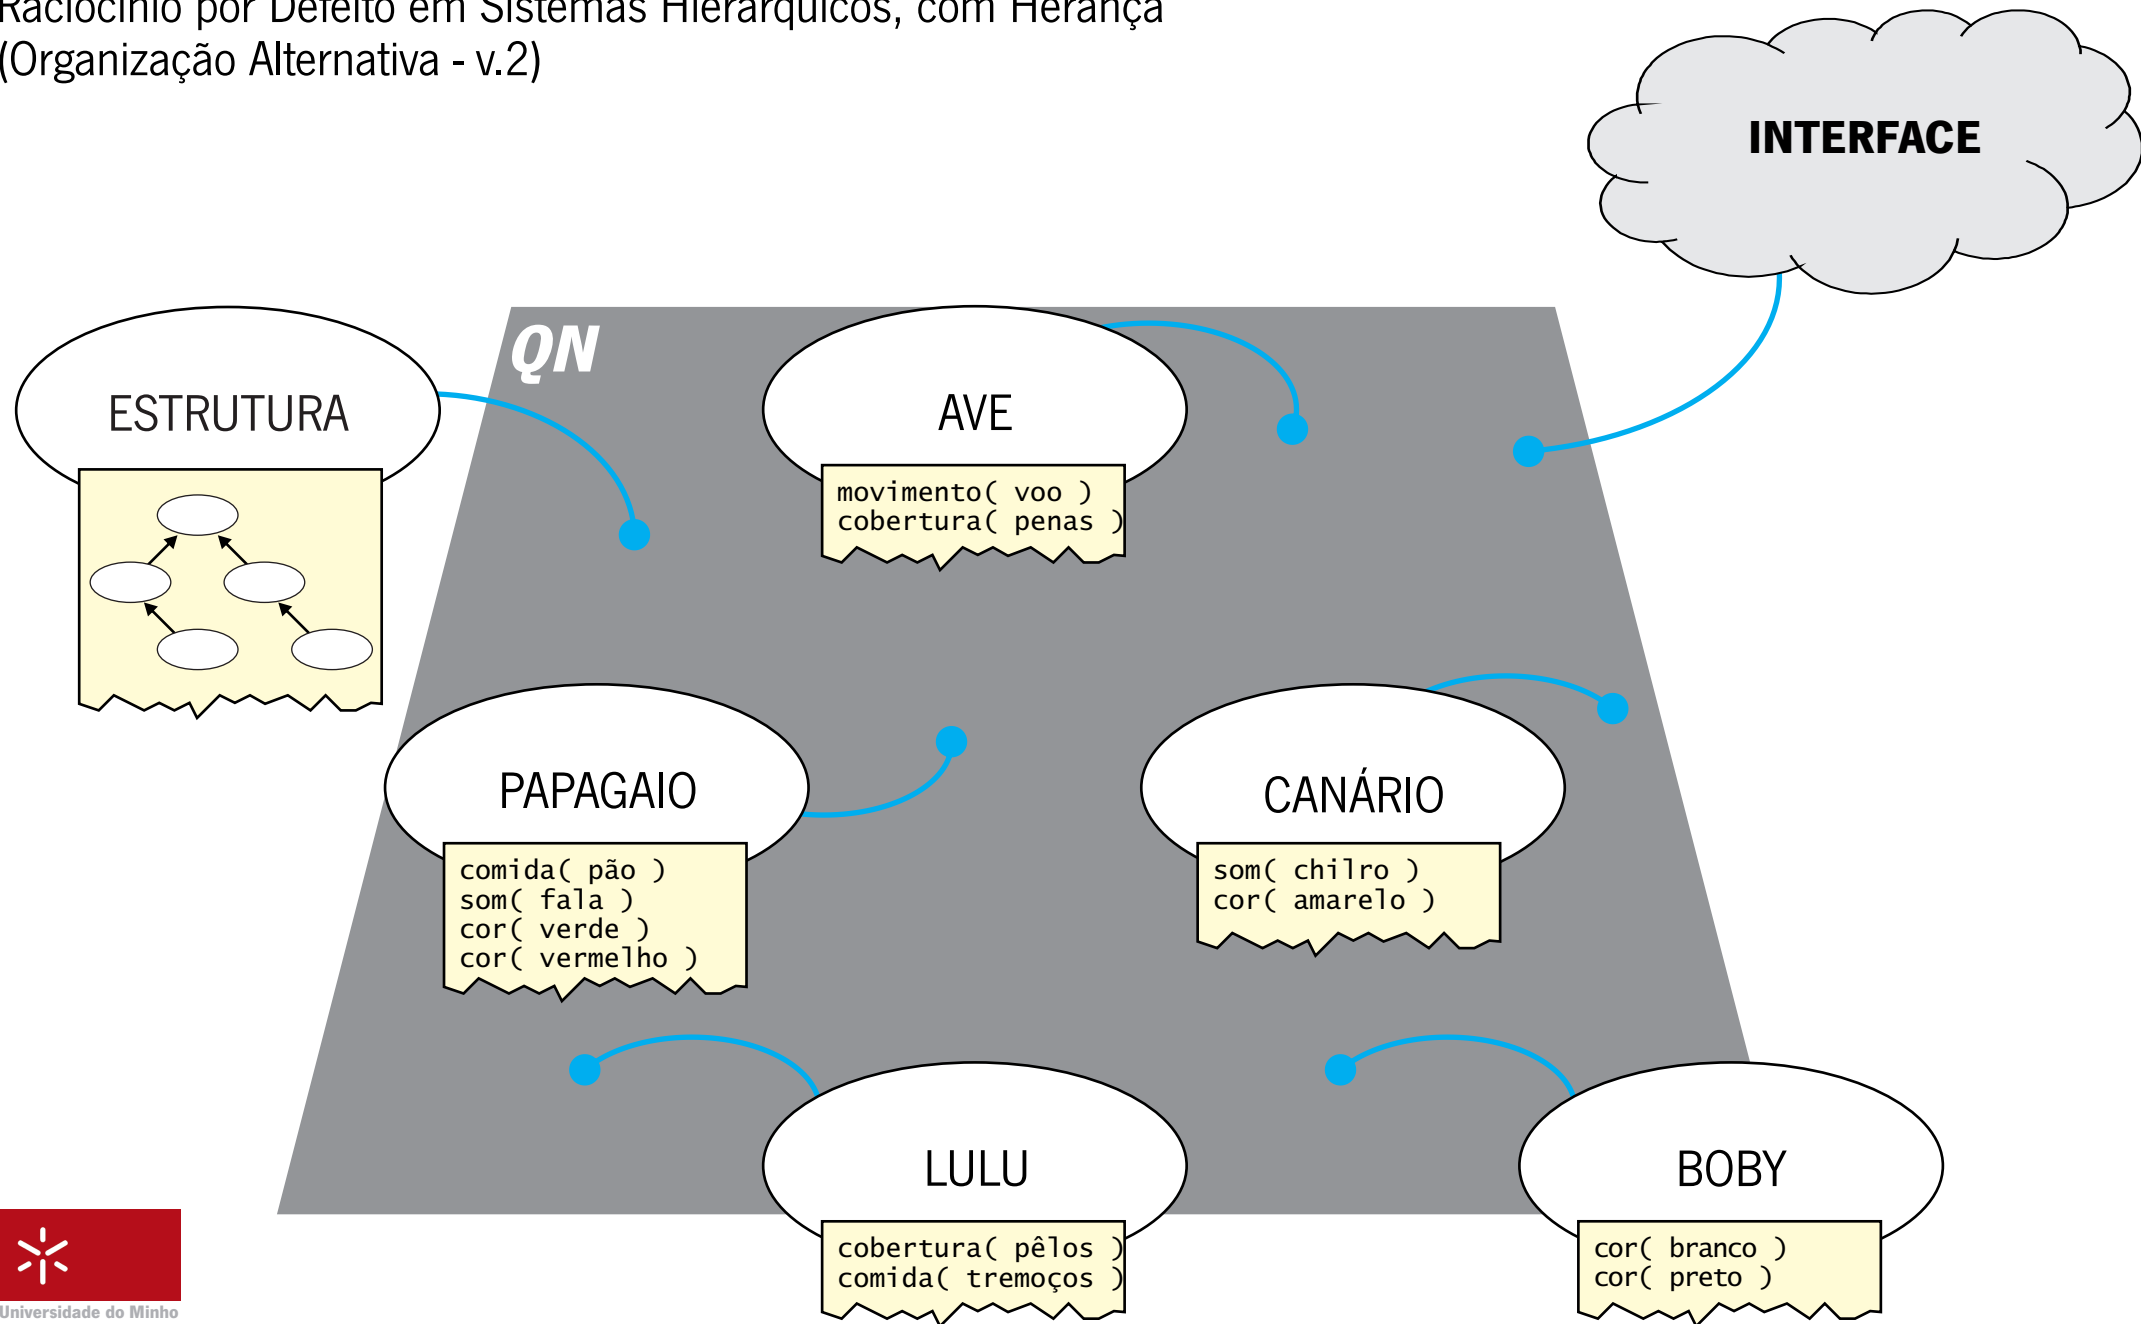 Raciocínio por Defeito em Sistemas Hierárquicos, com Herança
(Organização Alternativa - v.2)
INTERFACE
QN
ESTRUTURA
AVE
movimento( voo )
cobertura( penas )
PAPAGAIO
comida( pão )
som( fala )
cor( verde )
cor( vermelho )
CANÁRIO
som( chilro )
cor( amarelo )
LULU
cobertura( pêlos )
comida( tremoços )
BOBY
cor( branco )
cor( preto )
Universidade do Minho